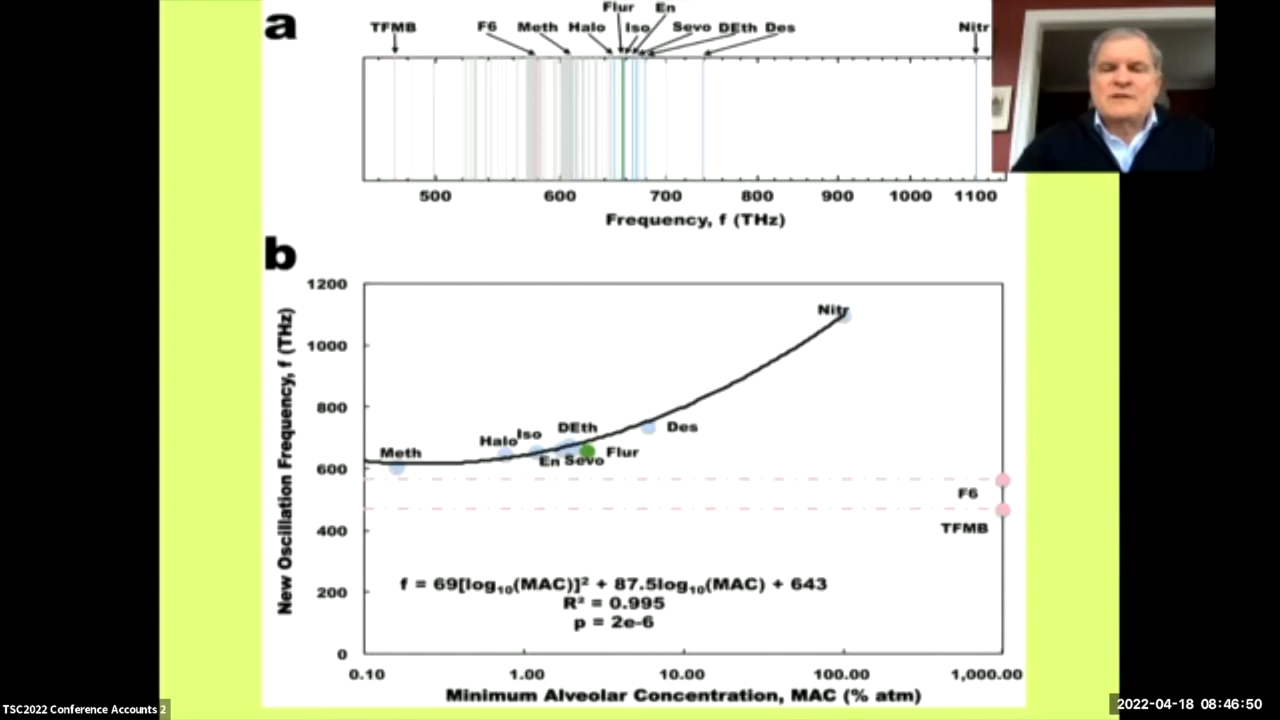 a
Flur En
TFMB F6 Meth Halo Iso Sevo DEth Des Nitr
500 600 700 800 900 1000 1100
Frequency, f (THz)
b
New Oscillation Frequency, f (THz)
1200
1000
800
600
400
200
0
Nitr
Des
DEth
Iso
Halo
Meth
En Sevo Flur
F6
TFMB
f = 69[log₁₀(MAC)]² + 87.5log₁₀(MAC) + 643
R² = 0.995
p = 2e-6
0.10 1.00 10.00 100.00 1,000.00
Minimum Alveolar Concentration, MAC (% atm)
TSC2022 Conference Accounts 2
2022-04-18 08:46:50